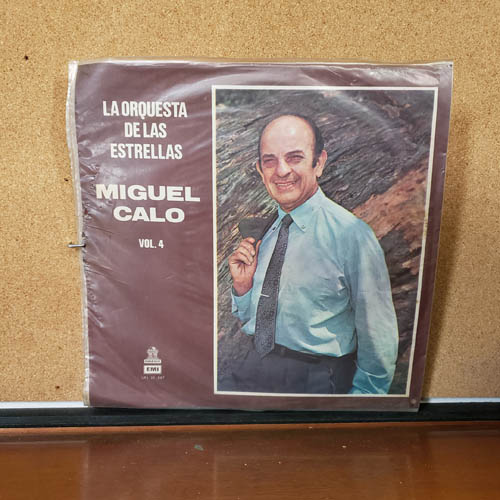 LA ORQUESTA
DE LAS
ESTRELLAS
MIGUEL
CALO
VOL. 4
EMI